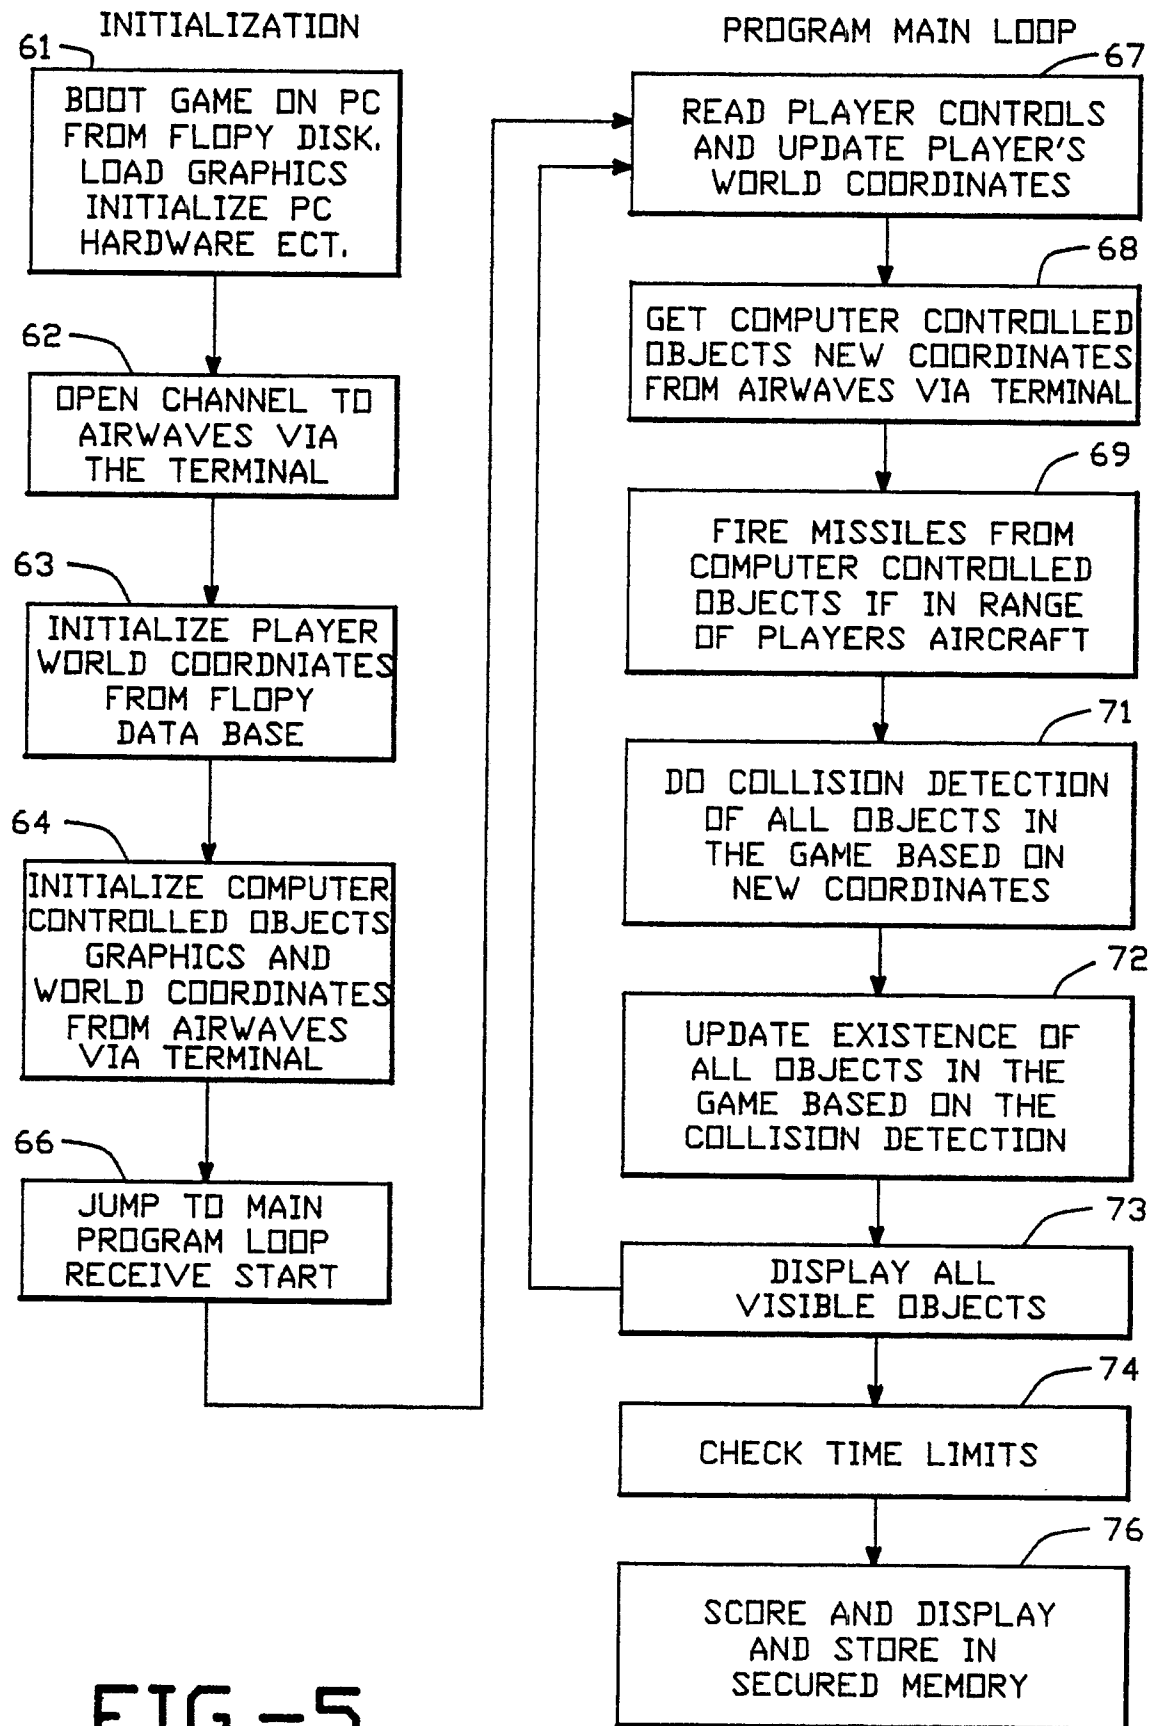 INITIALIZATION
61
BOOT GAME ON PC
FROM FLOPY DISK.
LOAD GRAPHICS
INITIALIZE PC
HARDWARE ECT.
62
OPEN CHANNEL TO
AIRWAVES VIA
THE TERMINAL
63
INITIALIZE PLAYER
WORLD COORDNIATES
FROM FLOPY
DATA BASE
64
INITIALIZE COMPUTER
CONTROLLED OBJECTS
GRAPHICS AND
WORLD COORDINATES
FROM AIRWAVES
VIA TERMINAL
66
JUMP TO MAIN
PROGRAM LOOP
RECEIVE START
PROGRAM MAIN LOOP
67
READ PLAYER CONTROLS
AND UPDATE PLAYER'S
WORLD COORDINATES
68
GET COMPUTER CONTROLLED
OBJECTS NEW COORDINATES
FROM AIRWAVES VIA TERMINAL
69
FIRE MISSILES FROM
COMPUTER CONTROLLED
OBJECTS IF IN RANGE
OF PLAYERS AIRCRAFT
71
DO COLLISION DETECTION
OF ALL OBJECTS IN
THE GAME BASED ON
NEW COORDINATES
72
UPDATE EXISTENCE OF
ALL OBJECTS IN THE
GAME BASED ON THE
COLLISION DETECTION
73
DISPLAY ALL
VISIBLE OBJECTS
74
CHECK TIME LIMITS
76
SCORE AND DISPLAY
AND STORE IN
SECURED MEMORY
FIG-5